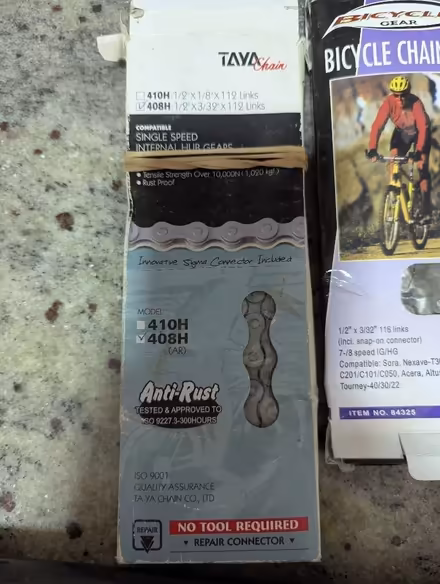 TAYA Chain
410H 1/2 X 1/8 X 112 Links
408H 1/2 X 3/32 X 112 Links
COMPATIBLE
SINGLE SPEED
INTERNAL HUB GEARS
• Tensile Strength Over 10,000N (1,020 kgf)
• Rust Proof
Innovative Sigma Connector Included
MODEL
410H
408H
(AR)
Anti-Rust
TESTED & APPROVED TO
ISO 9227.3-300HOURS
ISO 9001
QUALITY ASSURANCE
TA YA CHAIN CO., LTD
REPAIR
NO TOOL REQUIRED
▼ REPAIR CONNECTOR ▼
BICYCLE
GEAR
BICYCLE CHAIN
1/2" x 3/32" 116 links
(incl. snap-on connector)
7-/8 speed IG/HG
Compatible: Sora, Nexave-T3
C201/C101/C050, Acera, Altus
Tourney-40/30/22
ITEM NO. 84325